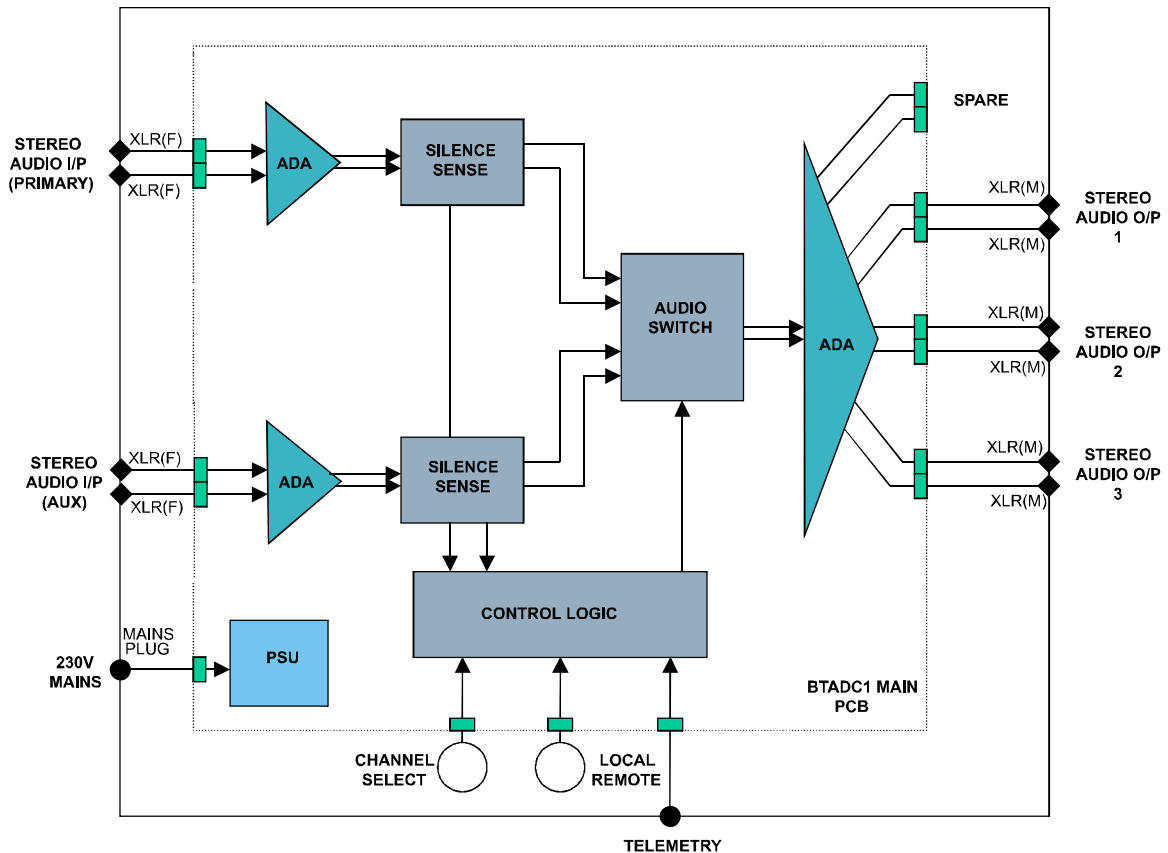 STEREO
AUDIO I/P
(PRIMARY)
XLR(F)
XLR(F)
ADA
SILENCE
SENSE
SPARE
XLR(M)
XLR(M)
STEREO
AUDIO O/P
1
AUDIO
SWITCH
ADA
XLR(M)
XLR(M)
STEREO
AUDIO O/P
2
STEREO
AUDIO I/P
(AUX)
XLR(F)
XLR(F)
ADA
SILENCE
SENSE
XLR(M)
XLR(M)
STEREO
AUDIO O/P
3
CONTROL LOGIC
230V
MAINS
MAINS
PLUG
PSU
BTADC1 MAIN
PCB
CHANNEL
SELECT
LOCAL
REMOTE
TELEMETRY